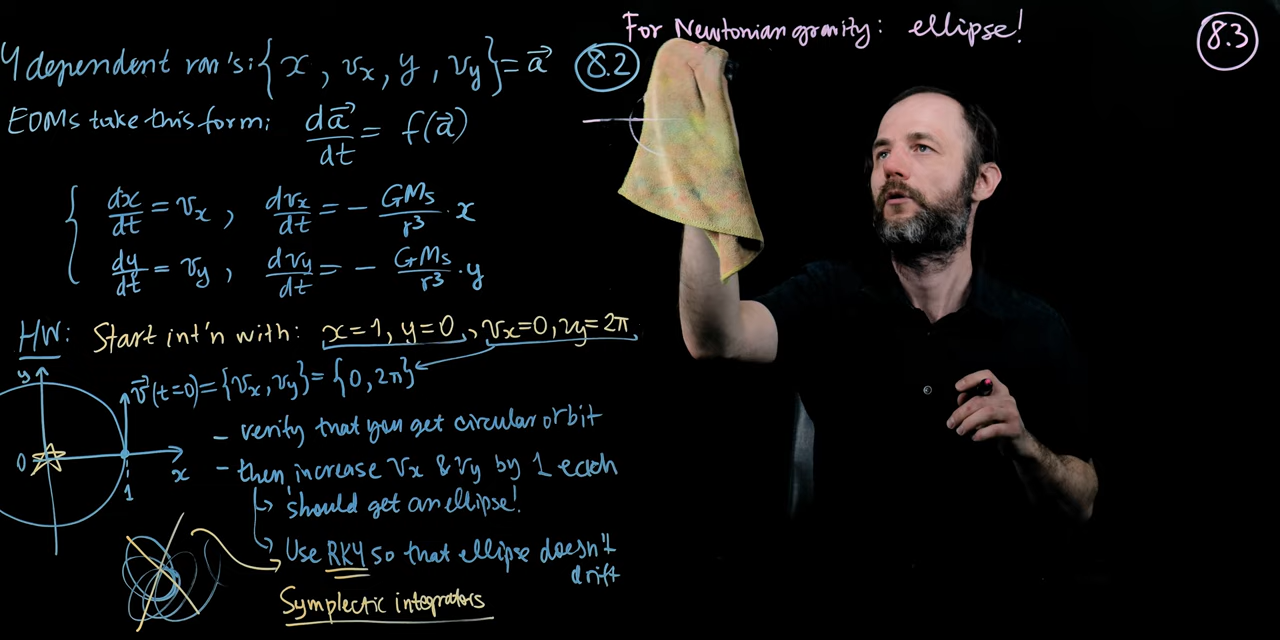 4 dependent var's: { x , vx, y, vy } = a⃗
8.2
EOMs take this form: da⃗/dt = f(a⃗)
{ dx/dt = vx , dvx/dt = − GMs/r³ · x
dy/dt = vy , dvy/dt = − GMs/r³ · y
HW: Start int'n with: x=1, y=0 , vx=0, vy=2π
y
v⃗(t=0) = {vx, vy} = {0, 2π}
- verify that you get circular orbit
0
x
1
- then increase vx & vy by 1 each
↳ should get an ellipse!
↳ Use RK4 so that ellipse doesn't
drift
Symplectic integrators
For Newtonian gravity: ellipse!
8.3